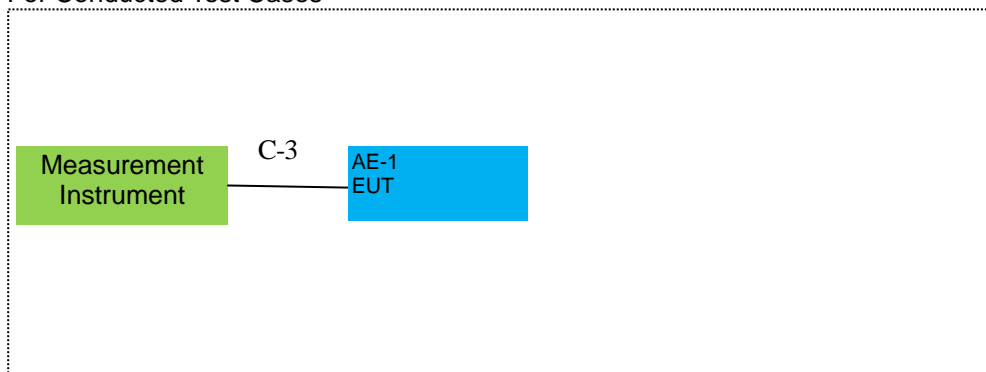 For Conducted Test Cases
C-3
Measurement
Instrument
AE-1
EUT